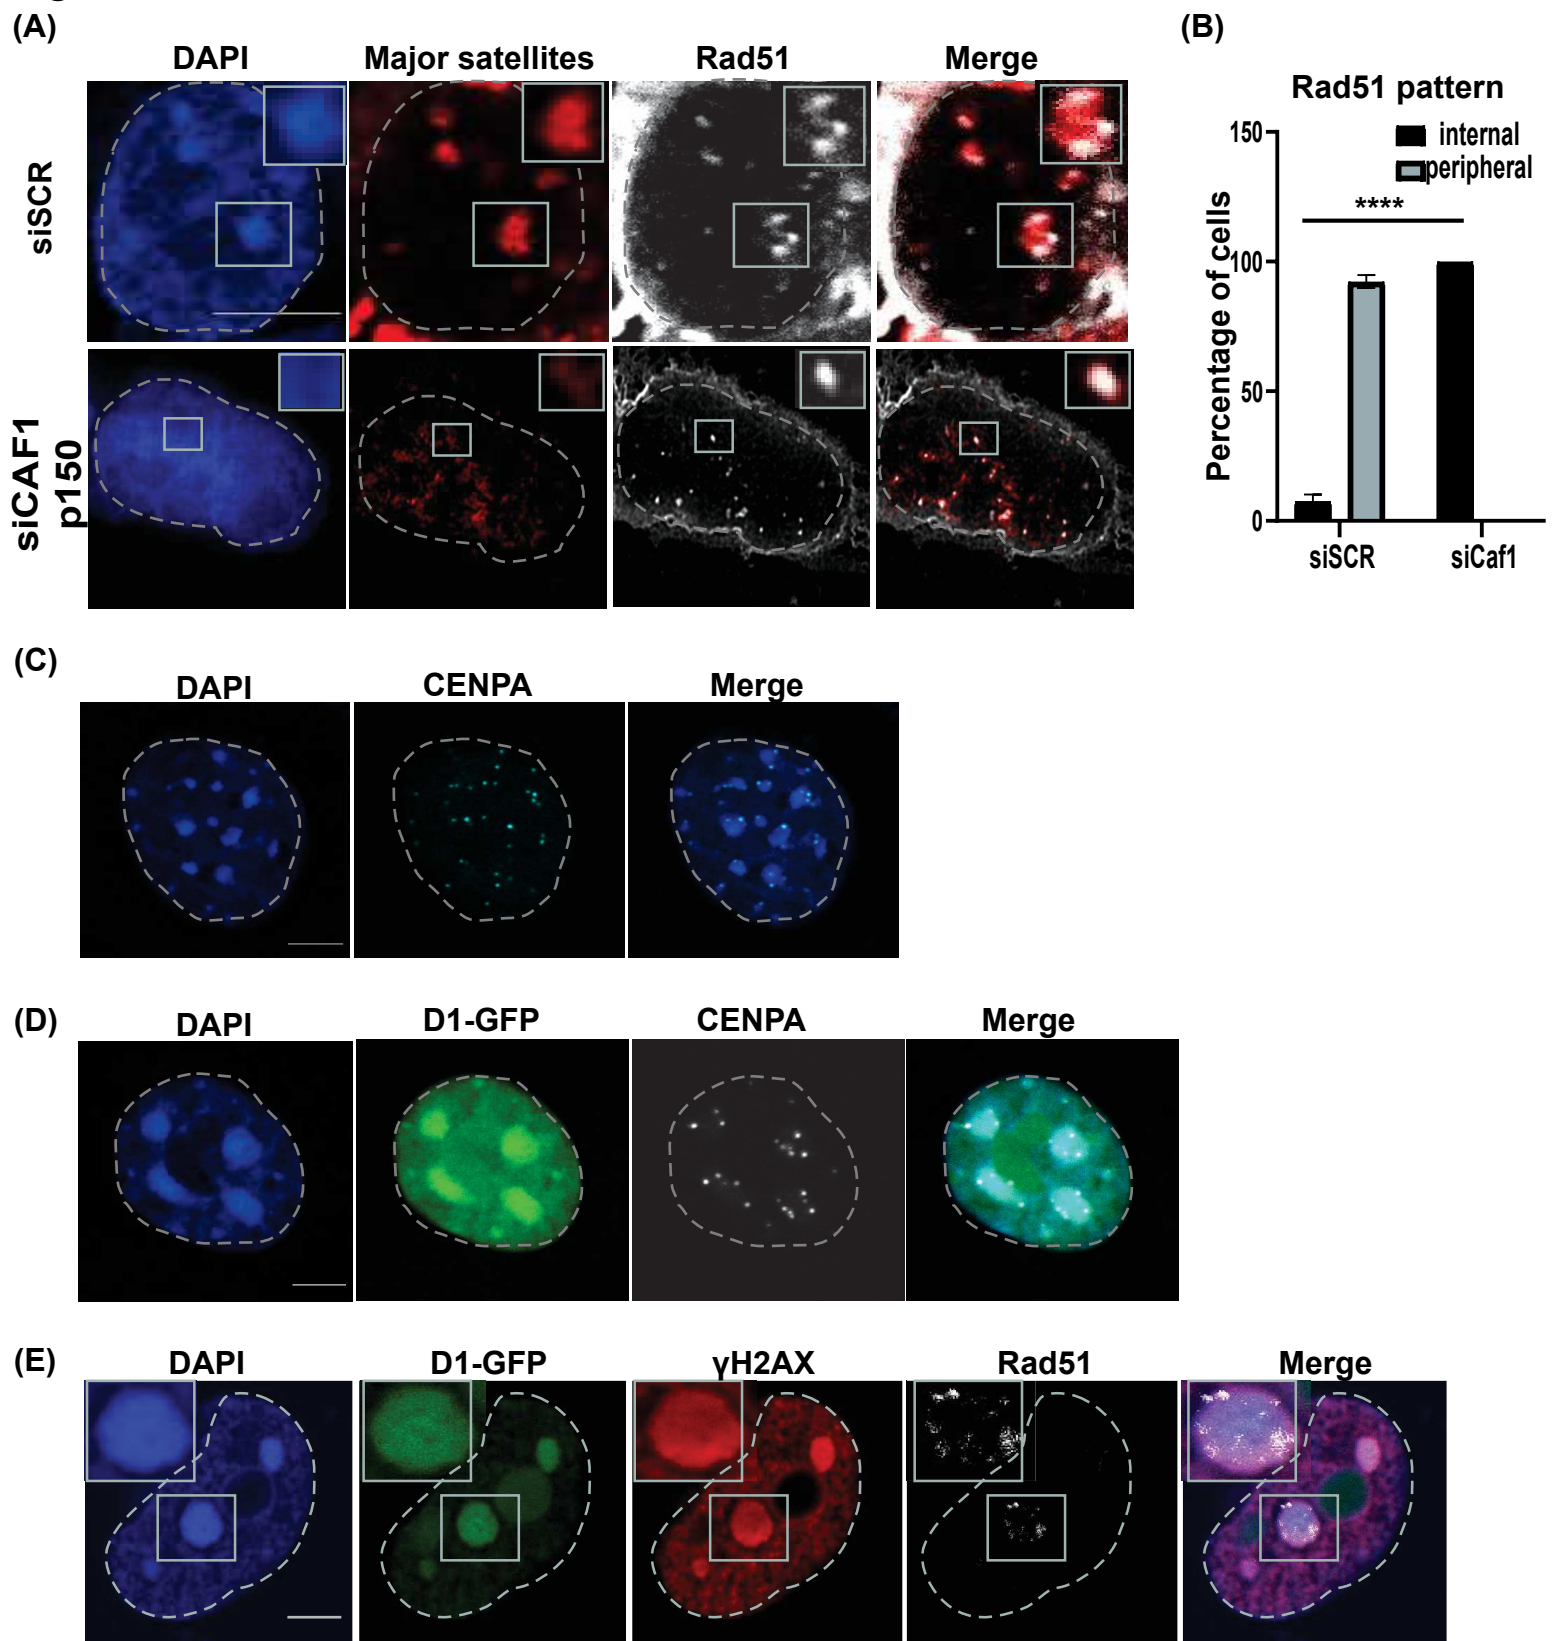 (A)
DAPI Major satellites Rad51 Merge
siSCR
siCAF1
p150
(B)
Rad51 pattern
internal
peripheral
****
Percentage of cells
150
100
50
0
siSCR siCaf1
(C)
DAPI CENPA Merge
(D)
DAPI D1-GFP CENPA Merge
(E)
DAPI D1-GFP γH2AX Rad51 Merge